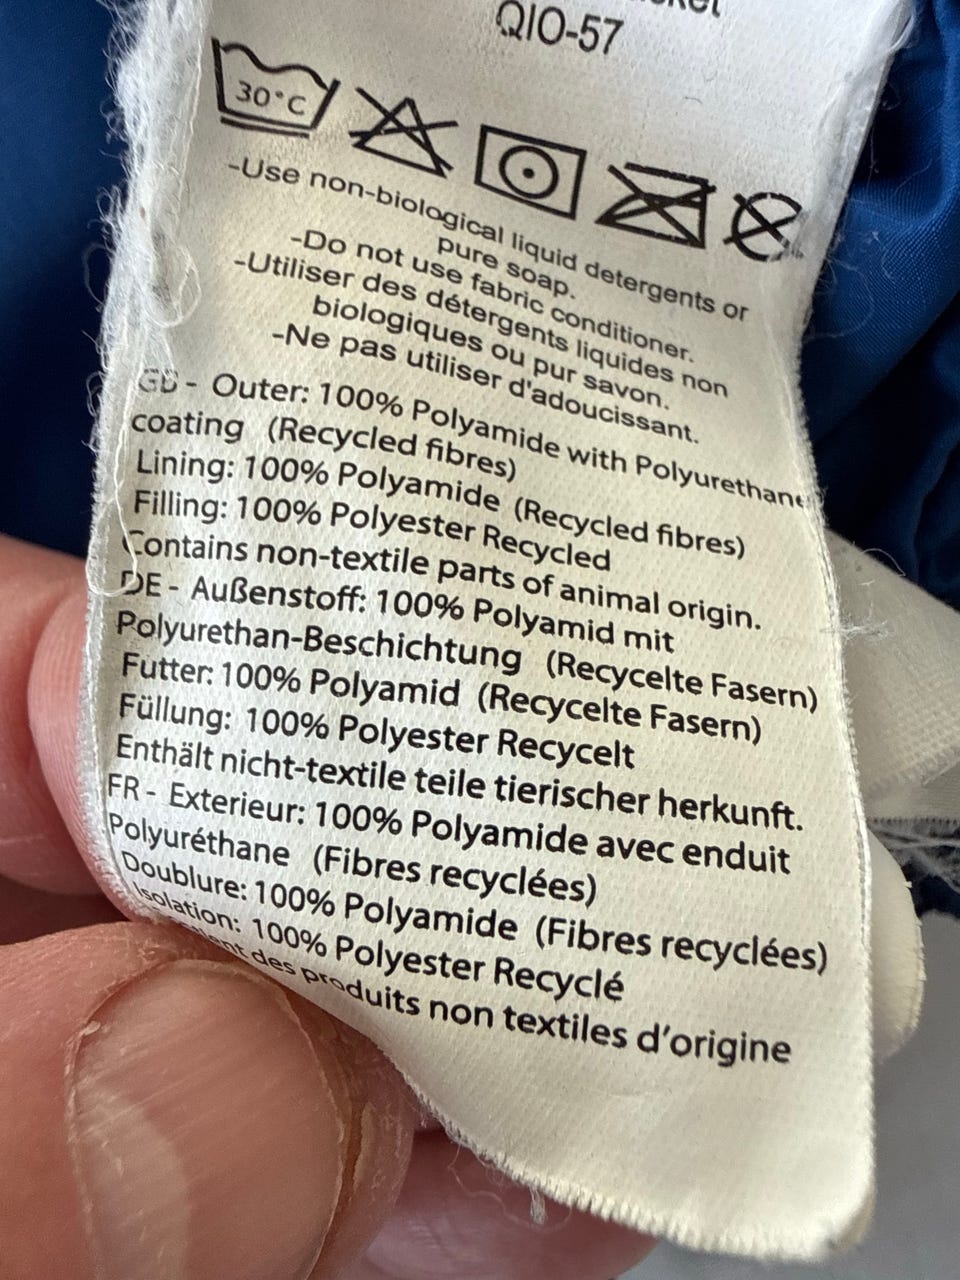 QIO-57
30°C
-Use non-biological liquid detergents or
pure soap.
-Do not use fabric conditioner.
-Utiliser des détergents liquides non
biologiques ou pur savon.
-Ne pas utiliser d'adoucissant.
GB - Outer: 100% Polyamide with Polyurethane
coating (Recycled fibres)
Lining: 100% Polyamide (Recycled fibres)
Filling: 100% Polyester Recycled
Contains non-textile parts of animal origin.
DE - Außenstoff: 100% Polyamid mit
Polyurethan-Beschichtung (Recycelte Fasern)
Futter: 100% Polyamid (Recycelte Fasern)
Füllung: 100% Polyester Recycelt
Enthält nicht-textile teile tierischer herkunft.
FR - Exterieur: 100% Polyamide avec enduit
Polyuréthane (Fibres recyclées)
Doublure: 100% Polyamide (Fibres recyclées)
Isolation: 100% Polyester Recyclé
des produits non textiles d'origine